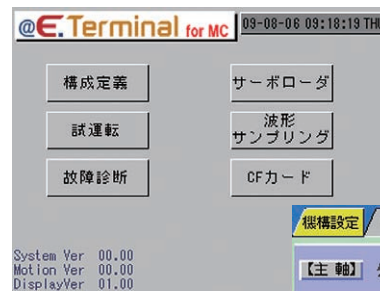 @E.Terminal for MC
09-08-06 09:18:19 THU
構成定義
サーボローダ
試運転
波形
サンプリング
故障診断
CFカード
機構設定
System Ver 00.00
Motion Ver 00.00
DisplayVer 01.00
【主 軸】